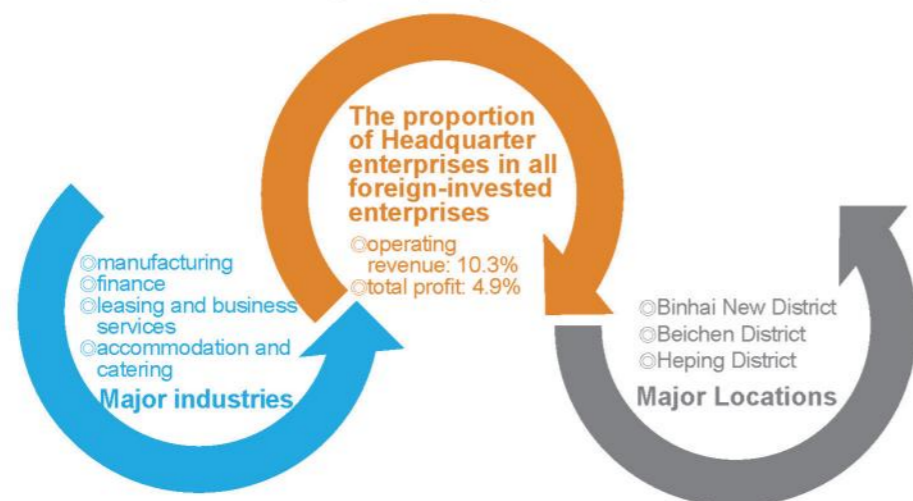 ◎manufacturing
◎finance
◎leasing and business
services
◎accommodation and
catering
Major industries
The proportion
of Headquarter
enterprises in all
foreign-invested
enterprises
◎operating
revenue: 10.3%
◎total profit: 4.9%
◎Binhai New District
◎Beichen District
◎Heping District
Major Locations